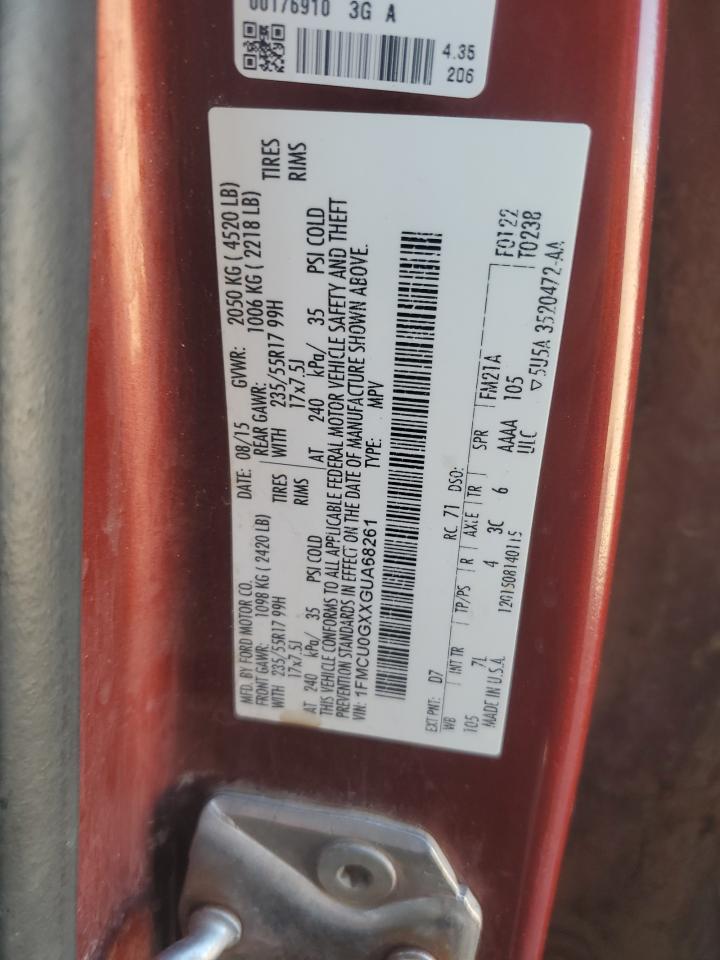 00176910 3G A
4.35
206
MFD. BY FORD MOTOR CO.
DATE: 08/15 GVWR: 2050 KG ( 4520 LB)
FRONT GAWR: 1098 KG ( 2420 LB) REAR GAWR: 1006 KG ( 2218 LB)
WITH 235/55R17 99H TIRES WITH 235/55R17 99H TIRES
17x7.5J RIMS 17x7.5J RIMS
AT 240 kPa/ 35 PSI COLD AT 240 kPa/ 35 PSI COLD
THIS VEHICLE CONFORMS TO ALL APPLICABLE FEDERAL MOTOR VEHICLE SAFETY AND THEFT
PREVENTION STANDARDS IN EFFECT ON THE DATE OF MANUFACTURE SHOWN ABOVE.
VIN: 1FMCU0GXXGUA68261 TYPE: MPV
EXT PNT: D7 RC: 71 DSO:
WB INT TR TP/PS R AXLE TR SPR FM21A F0122
105 7L 4 3C 6 AAAA 105 T0238
MADE IN U.S.A. 1201508140115 UJLC ▽5U5A 3520472-AA